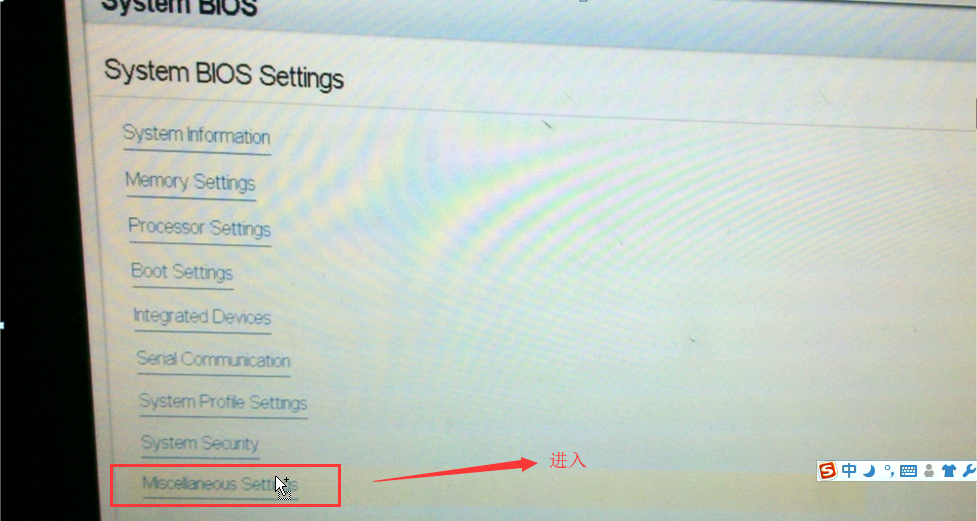 System BIOS
System BIOS Settings
System Information
Memory Settings
Processor Settings
Boot Settings
Integrated Devices
Serial Communication
System Profile Settings
System Security
Miscellaneous Settings
进入
中